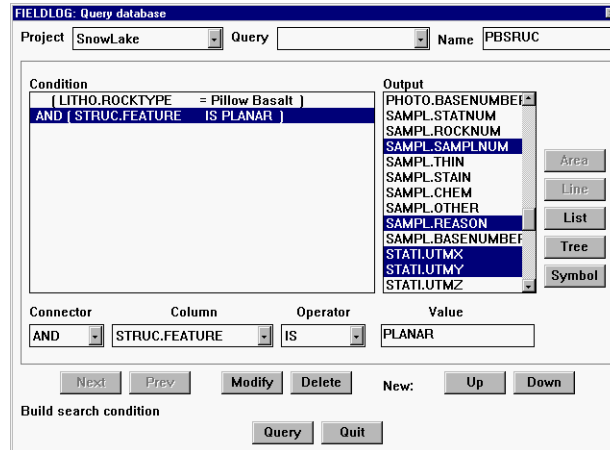 FIELDLOG: Query database
Project SnowLake Query Name PBSRUC
Condition Output
( LITHO.ROCKTYPE = Pillow Basalt )
AND ( STRUC.FEATURE IS PLANAR )
PHOTO.BASENUMBER
SAMPL.STATNUM
SAMPL.ROCKNUM
SAMPL.SAMPLNUM
SAMPL.THIN
SAMPL.STAIN
SAMPL.CHEM
SAMPL.OTHER
SAMPL.REASON
SAMPL.BASENUMBER
STATI.UTMX
STATI.UTMY
STATI.UTMZ
Area
Line
List
Tree
Symbol
Connector Column Operator Value
AND STRUC.FEATURE IS PLANAR
Next Prev Modify Delete New: Up Down
Build search condition
Query Quit